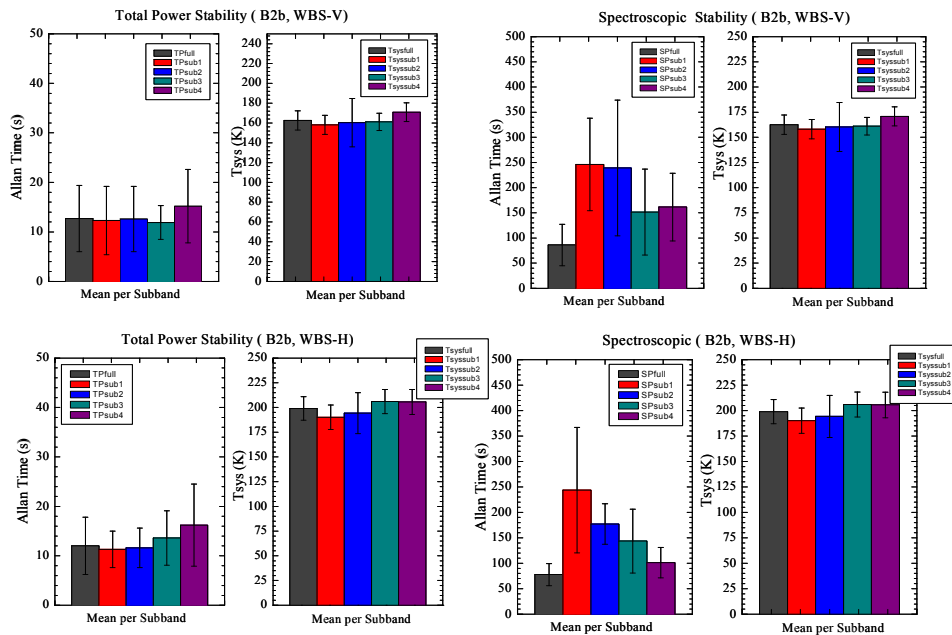 Total Power Stability ( B2b, WBS-V )
Spectroscopic Stability ( B2b, WBS-V)
50
40
30
20
10
0
Allan Time (s)
TPfull
TPsub1
TPsub2
TPsub3
TPsub4
240
220
200
180
160
140
120
100
80
60
40
20
0
Tsys (K)
Tsysfull
Tsyssub1
Tsyssub2
Tsyssub3
Tsyssub4
Mean per Subband
Mean per Subband
500
450
400
350
300
250
200
150
100
50
0
Allan Time (s)
SPfull
SPsub1
SPsub2
SPsub3
SPsub4
250
225
200
175
150
125
100
75
50
25
0
Tsys (K)
Tsysfull
Tsyssub1
Tsyssub2
Tsyssub3
Tsyssub4
Mean per Subband
Mean per Subband
Total Power Stability ( B2b, WBS-H)
Spectroscopic ( B2b, WBS-H)
50
40
30
20
10
0
Allan Time (s)
TPfull
TPsub1
TPsub2
TPsub3
TPsub4
250
225
200
175
150
125
100
75
50
25
0
Tsys (K)
Tsysfull
Tsyssub1
Tsyssub2
Tsyssub3
Tsyssub4
Mean per Subband
Mean per Subband
500
450
400
350
300
250
200
150
100
50
0
Allan Time (s)
SPfull
SPsub1
SPsub2
SPsub3
SPsub4
250
225
200
175
150
125
100
75
50
25
0
Tsys (K)
Tsysfull
Tsyssub1
Tsyssub2
Tsyssub3
Tsyssub4
Mean per Subband
Mean per Subband